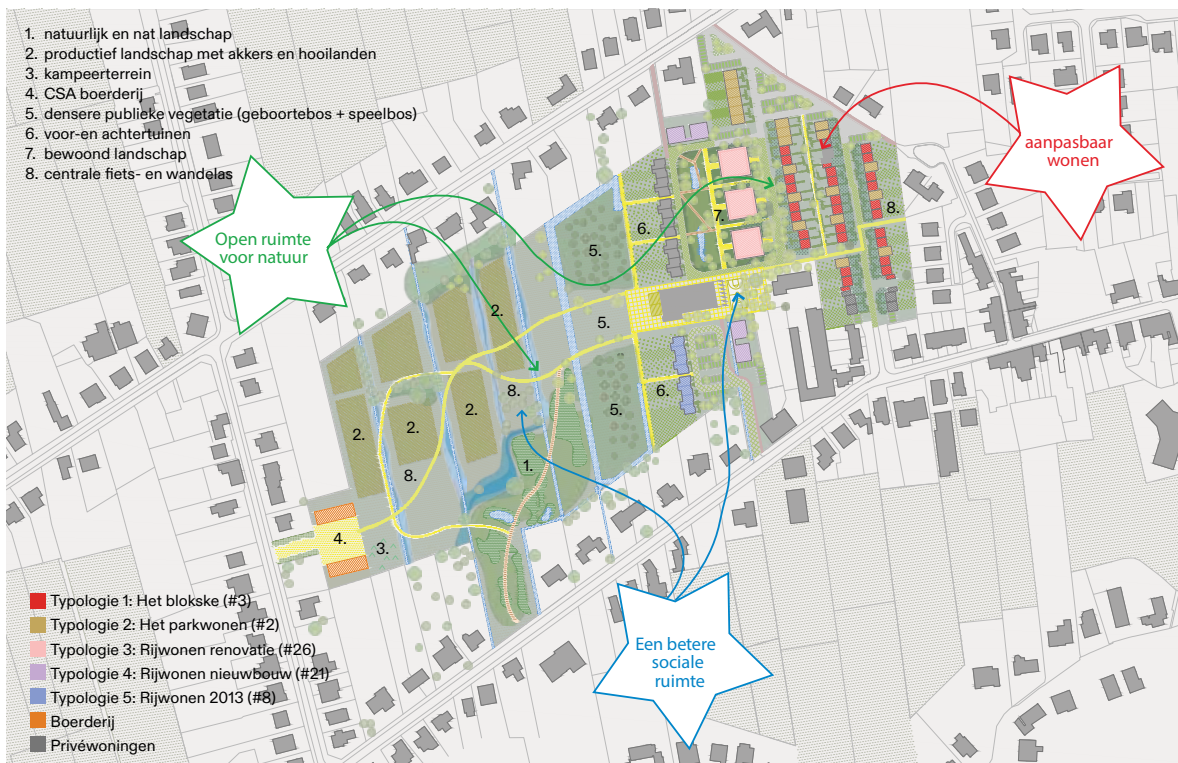 1. natuurlijk en nat landschap
2. productief landschap met akkers en hooilanden
3. kampeerterrein
4. CSA boerderij
5. densere publieke vegetatie (geboortebos + speelbos)
6. voor-en achtertuinen
7. bewoond landschap
8. centrale fiets- en wandelas
aanpasbaar
wonen
Open ruimte
voor natuur
5.
6.
7.
8.
2.
5.
8.
2.
2.
2.
5.
6.
8.
1.
4.
3.
Typologie 1: Het blokske (#3)
Typologie 2: Het parkwonen (#2)
Typologie 3: Rijwonen renovatie (#26)
Typologie 4: Rijwonen nieuwbouw (#21)
Typologie 5: Rijwonen 2013 (#8)
Boerderij
Privéwoningen
Een betere
sociale
ruimte